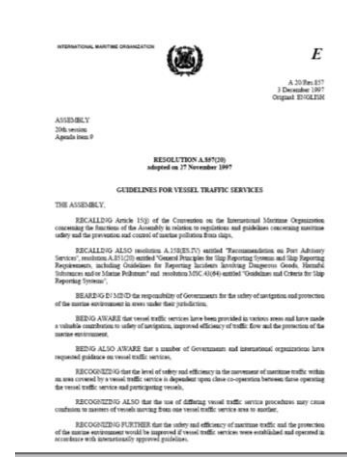 INTERNATIONAL MARITIME ORGANIZATION
E
A 20/Res.857
3 December 1997
Original: ENGLISH
ASSEMBLY
20th session
Agenda item 9
RESOLUTION A.857(20)
adopted on 27 November 1997
GUIDELINES FOR VESSEL TRAFFIC SERVICES
THE ASSEMBLY,
RECALLING Article 15(j) of the Convention on the International Maritime Organization
concerning the functions of the Assembly in relation to regulations and guidelines concerning maritime
safety and the prevention and control of marine pollution from ships,
RECALLING ALSO resolution A.158(ES.IV) entitled "Recommendation on Port Advisory
Services", resolution A.851(20) entitled "General Principles for Ship Reporting Systems and Ship Reporting
Requirements, including Guidelines for Reporting Incidents Involving Dangerous Goods, Harmful
Substances and/or Marine Pollutants" and resolution MSC.43(64) entitled "Guidelines and Criteria for Ship
Reporting Systems",
BEARING IN MIND the responsibility of Governments for the safety of navigation and protection
of the marine environment in areas under their jurisdiction,
BEING AWARE that vessel traffic services have been provided in various areas and have made
a valuable contribution to safety of navigation, improved efficiency of traffic flow and the protection of the marine
environment,
BEING ALSO AWARE that a number of Governments and international organizations have
requested guidance on vessel traffic services,
RECOGNIZING that the level of safety and efficiency in the movement of maritime traffic within
an area covered by a vessel traffic service is dependent upon close co-operation between those operating
the vessel traffic service and participating vessels,
RECOGNIZING ALSO that the use of differing vessel traffic service procedures may cause
confusion to masters of vessels moving from one vessel traffic service area to another,
RECOGNIZING FURTHER that the safety and efficiency of maritime traffic and the protection
of the marine environment would be improved if vessel traffic services were established and operated in
accordance with internationally approved guidelines,